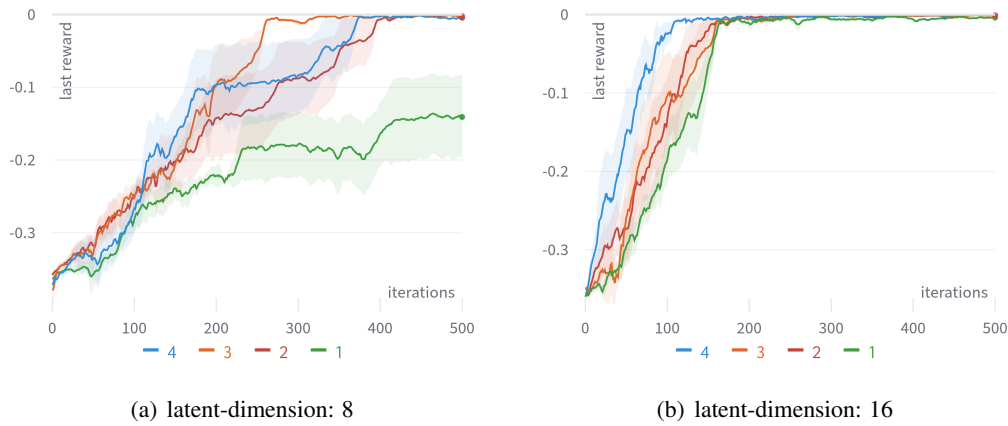 0
-0.1
-0.2
-0.3
last reward
iterations
0 100 200 300 400 500
4 3 2 1
(a) latent-dimension: 8
0
-0.1
-0.2
-0.3
last reward
iterations
0 100 200 300 400 500
4 3 2 1
(b) latent-dimension: 16